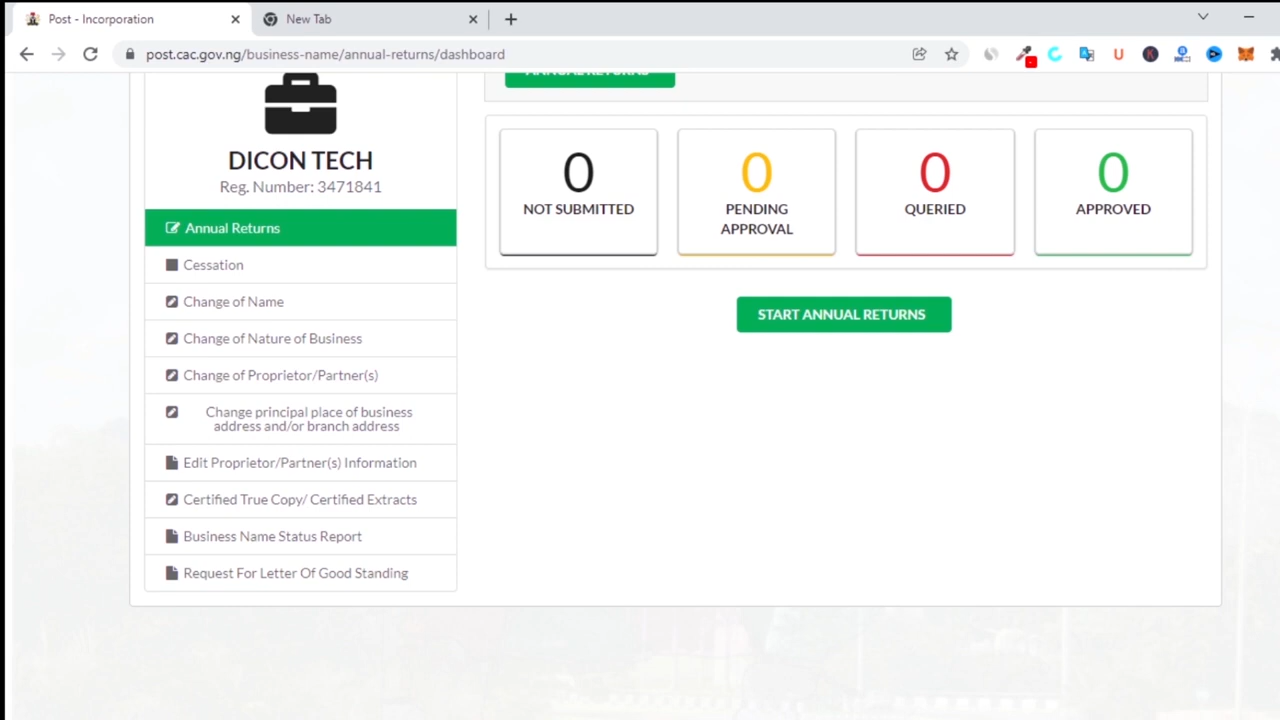 Post - Incorporation
New Tab
post.cac.gov.ng/business-name/annual-returns/dashboard
ANNUAL RETURNS
DICON TECH
Reg. Number: 3471841
Annual Returns
Cessation
Change of Name
Change of Nature of Business
Change of Proprietor/Partner(s)
Change principal place of business
address and/or branch address
Edit Proprietor/Partner(s) Information
Certified True Copy/ Certified Extracts
Business Name Status Report
Request For Letter Of Good Standing
0
NOT SUBMITTED
0
PENDING
APPROVAL
0
QUERIED
0
APPROVED
START ANNUAL RETURNS